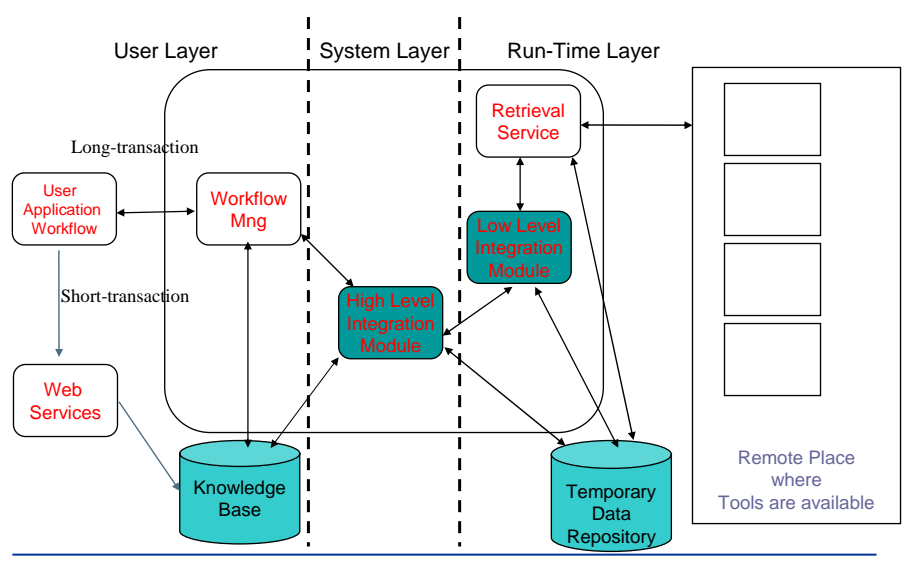 User Layer
System Layer
Run-Time Layer
Retrieval
Service
Long-transaction
User
Application
Workflow
Workflow
Mng
Low Level
Integration
Module
Short-transaction
High Level
Integration
Module
Web
Services
Knowledge
Base
Temporary
Data
Repository
Remote Place
where
Tools are available